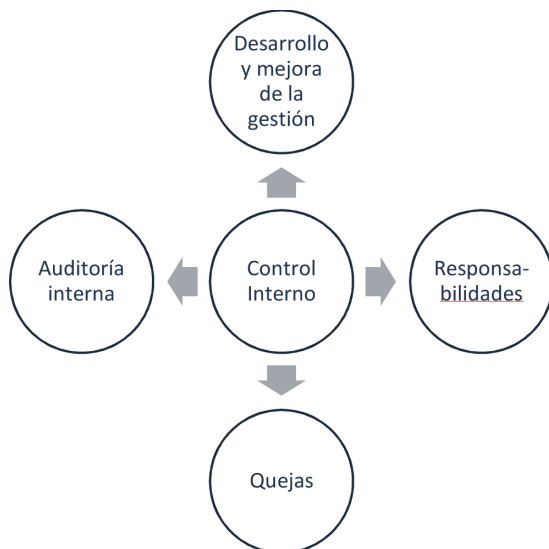 Desarrollo
y mejora
de la
gestión
Auditoría
interna
Control
Interno
Responsa-
bilidades
Quejas